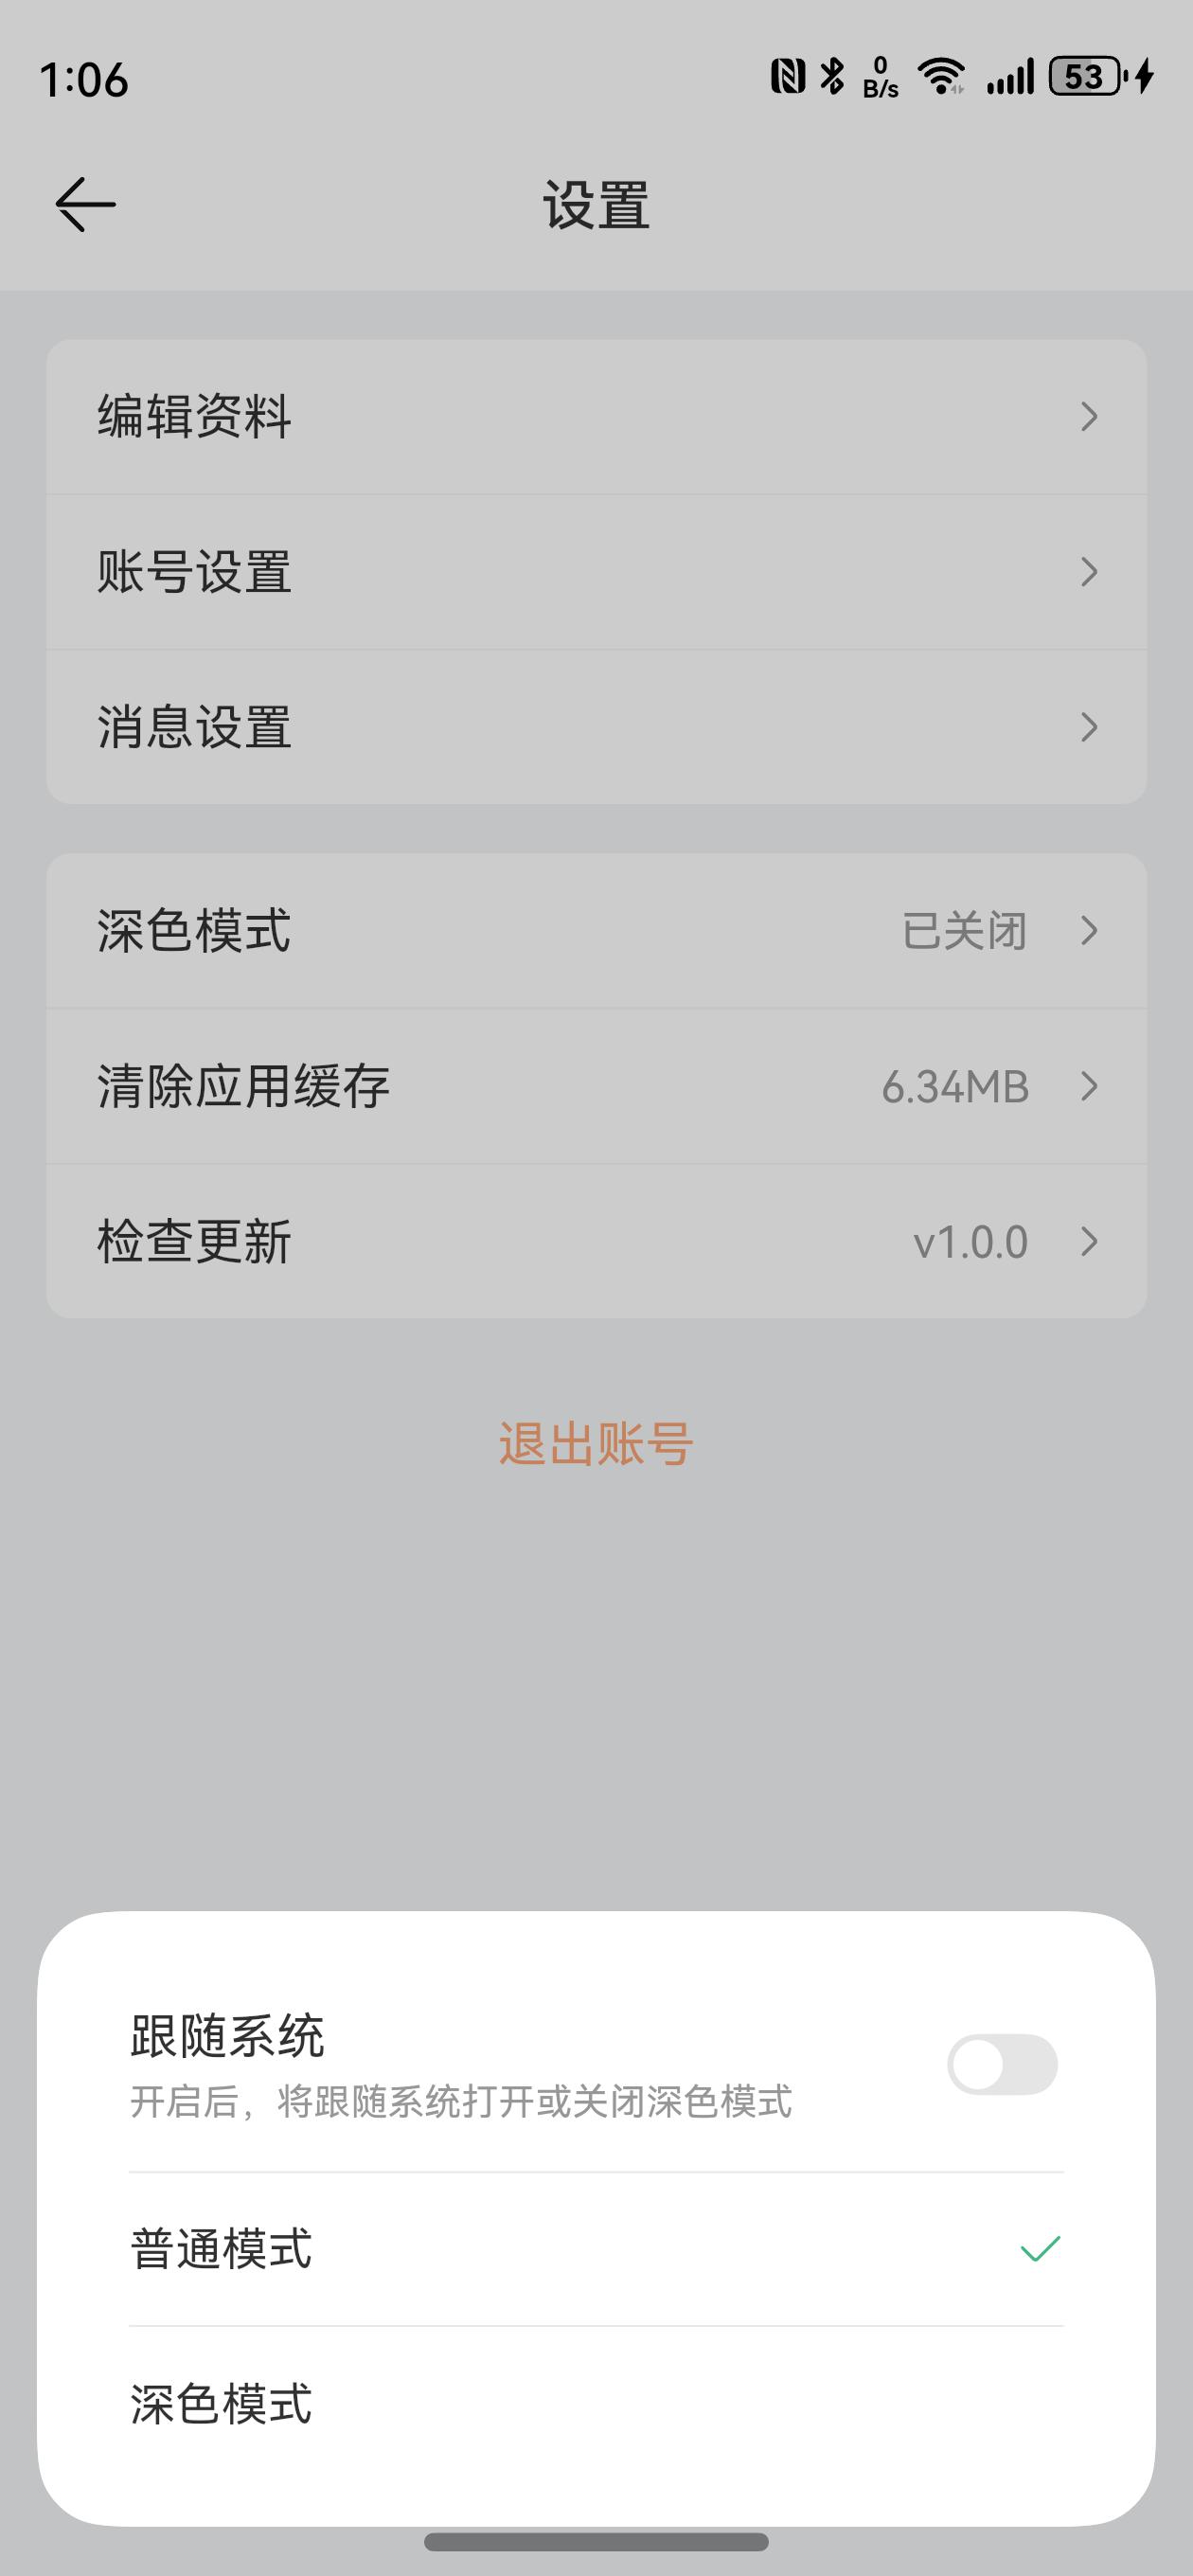 1:06
0
B/s
53
设置
编辑资料
账号设置
消息设置
深色模式 已关闭
清除应用缓存 6.34MB
检查更新 v1.0.0
退出账号
跟随系统
开启后，将跟随系统打开或关闭深色模式
普通模式
深色模式